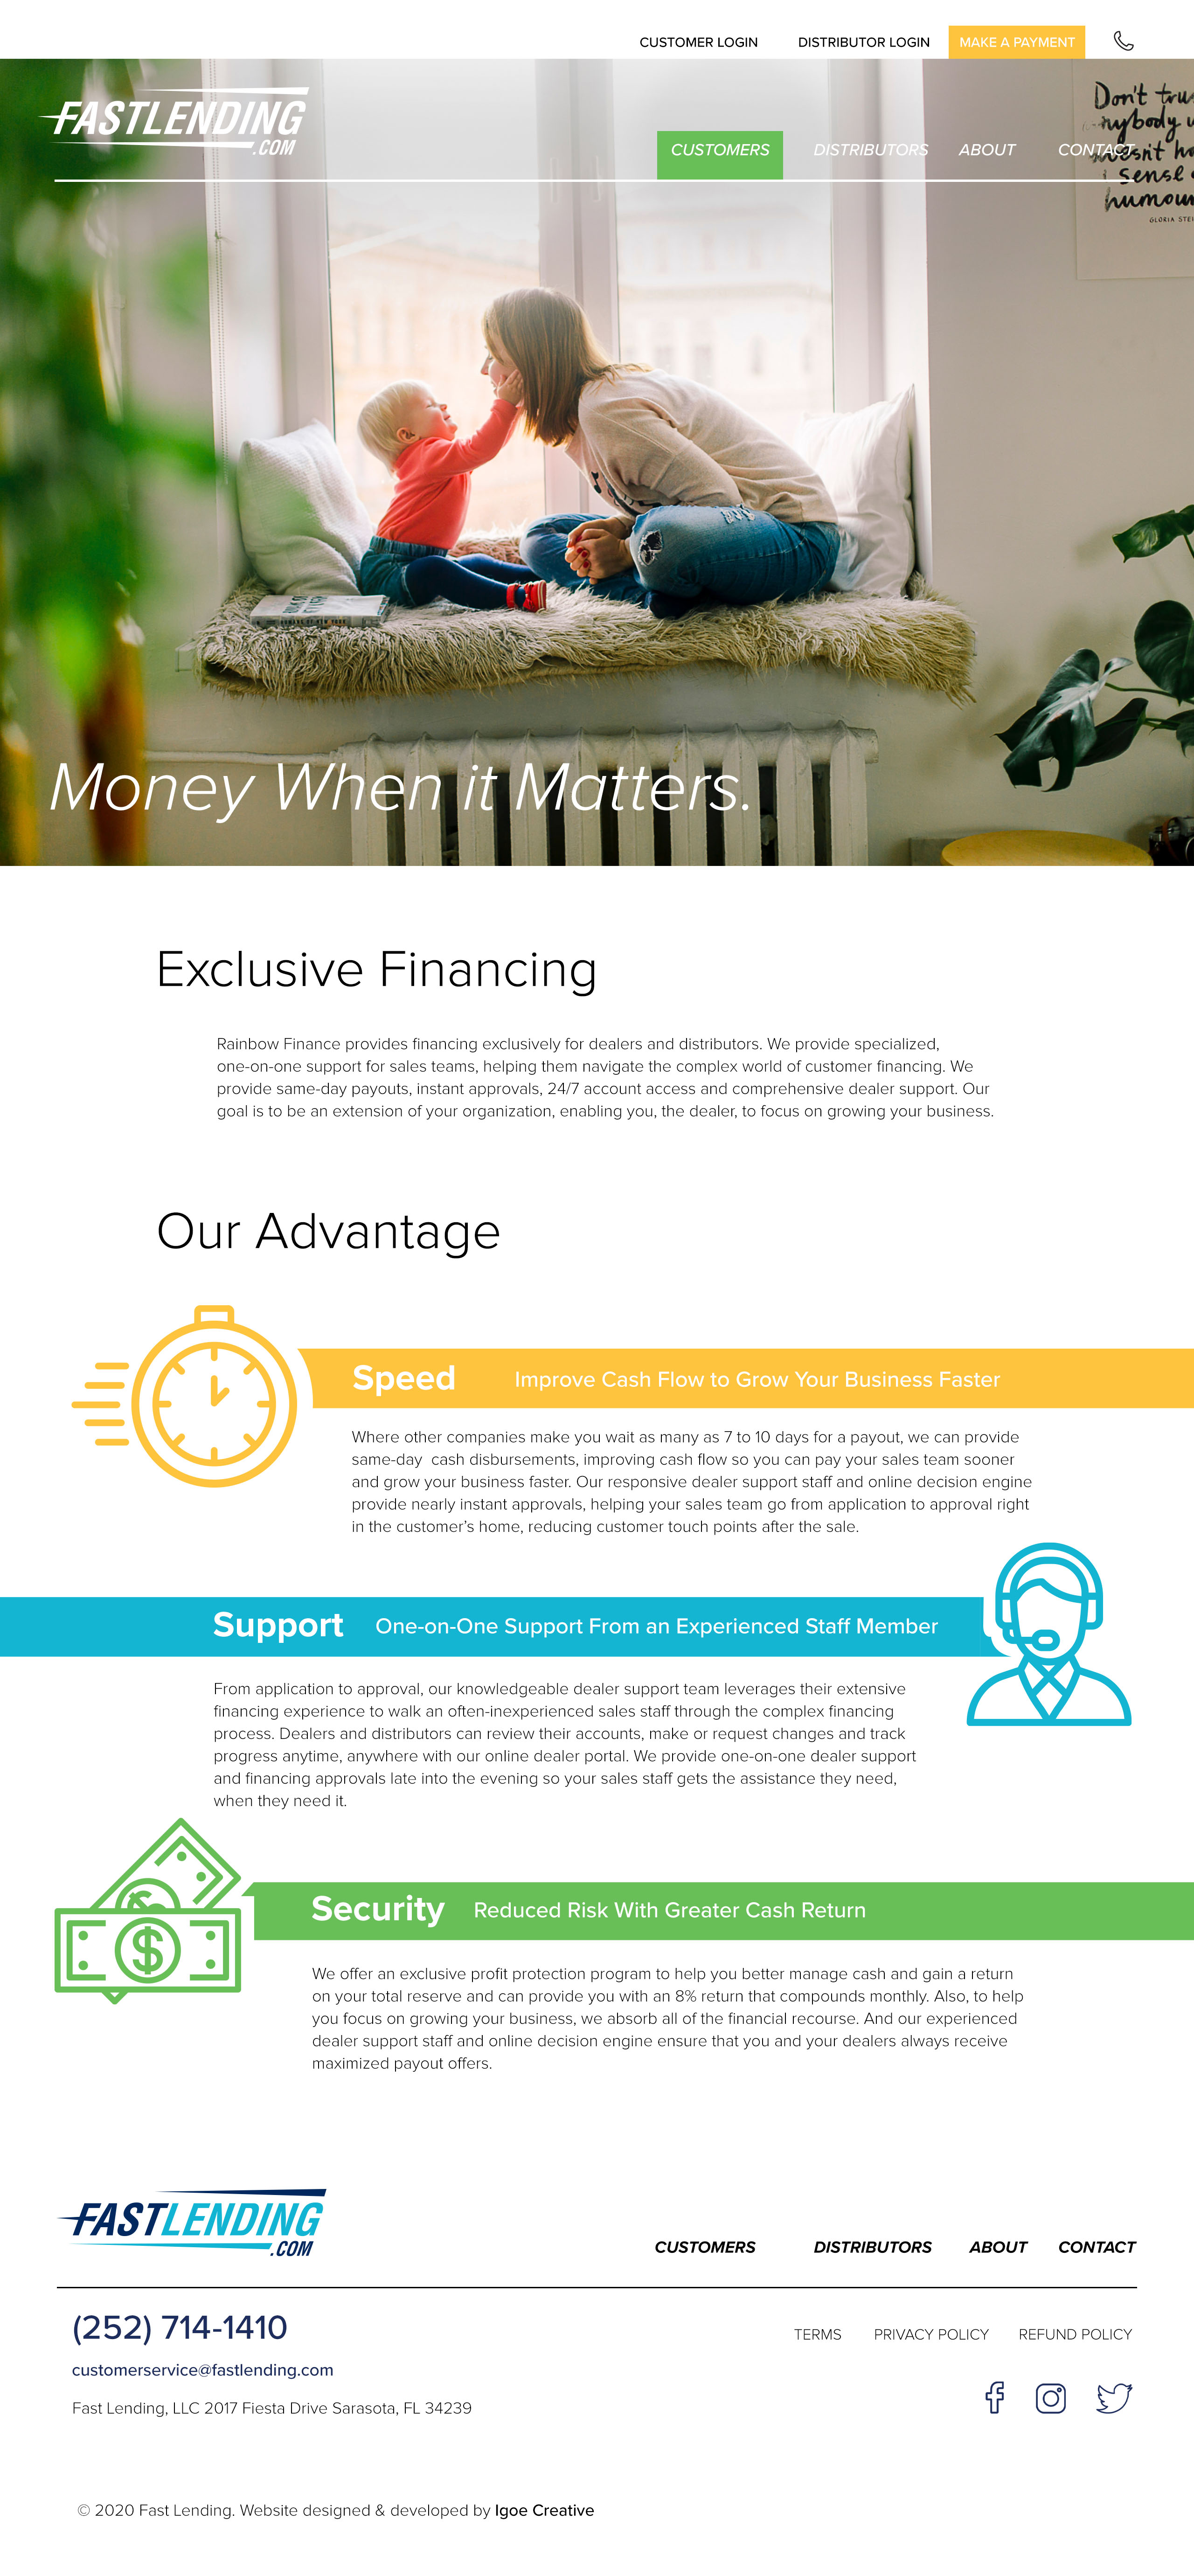 CUSTOMER LOGIN DISTRIBUTOR LOGIN MAKE A PAYMENT
FASTLENDING
.COM
CUSTOMERS DISTRIBUTORS ABOUT CONTACT
Don't
humou
GLORIA STEI
Money When it Matters.
Exclusive Financing
Rainbow Finance provides financing exclusively for dealers and distributors. We provide specialized,
one-on-one support for sales teams, helping them navigate the complex world of customer financing. We
provide same-day payouts, instant approvals, 24/7 account access and comprehensive dealer support. Our
goal is to be an extension of your organization, enabling you, the dealer, to focus on growing your business.
Our Advantage
Speed Improve Cash Flow to Grow Your Business Faster
Where other companies make you wait as many as 7 to 10 days for a payout, we can provide
same-day cash disbursements, improving cash flow so you can pay your sales team sooner
and grow your business faster. Our responsive dealer support staff and online decision engine
provide nearly instant approvals, helping your sales team go from application to approval right
in the customer’s home, reducing customer touch points after the sale.
Support One-on-One Support From an Experienced Staff Member
From application to approval, our knowledgeable dealer support team leverages their extensive
financing experience to walk an often-inexperienced sales staff through the complex financing
process. Dealers and distributors can review their accounts, make or request changes and track
progress anytime, anywhere with our online dealer portal. We provide one-on-one dealer support
and financing approvals late into the evening so your sales staff gets the assistance they need,
when they need it.
$
Security Reduced Risk With Greater Cash Return
We offer an exclusive profit protection program to help you better manage cash and gain a return
on your total reserve and can provide you with an 8% return that compounds monthly. Also, to help
you focus on growing your business, we absorb all of the financial recourse. And our experienced
dealer support staff and online decision engine ensure that you and your dealers always receive
maximized payout offers.
FASTLENDING
.COM
CUSTOMERS DISTRIBUTORS ABOUT CONTACT
(252) 714-1410
TERMS PRIVACY POLICY REFUND POLICY
customerservice@fastlending.com
Fast Lending, LLC 2017 Fiesta Drive Sarasota, FL 34239
© 2020 Fast Lending. Website designed & developed by Igoe Creative